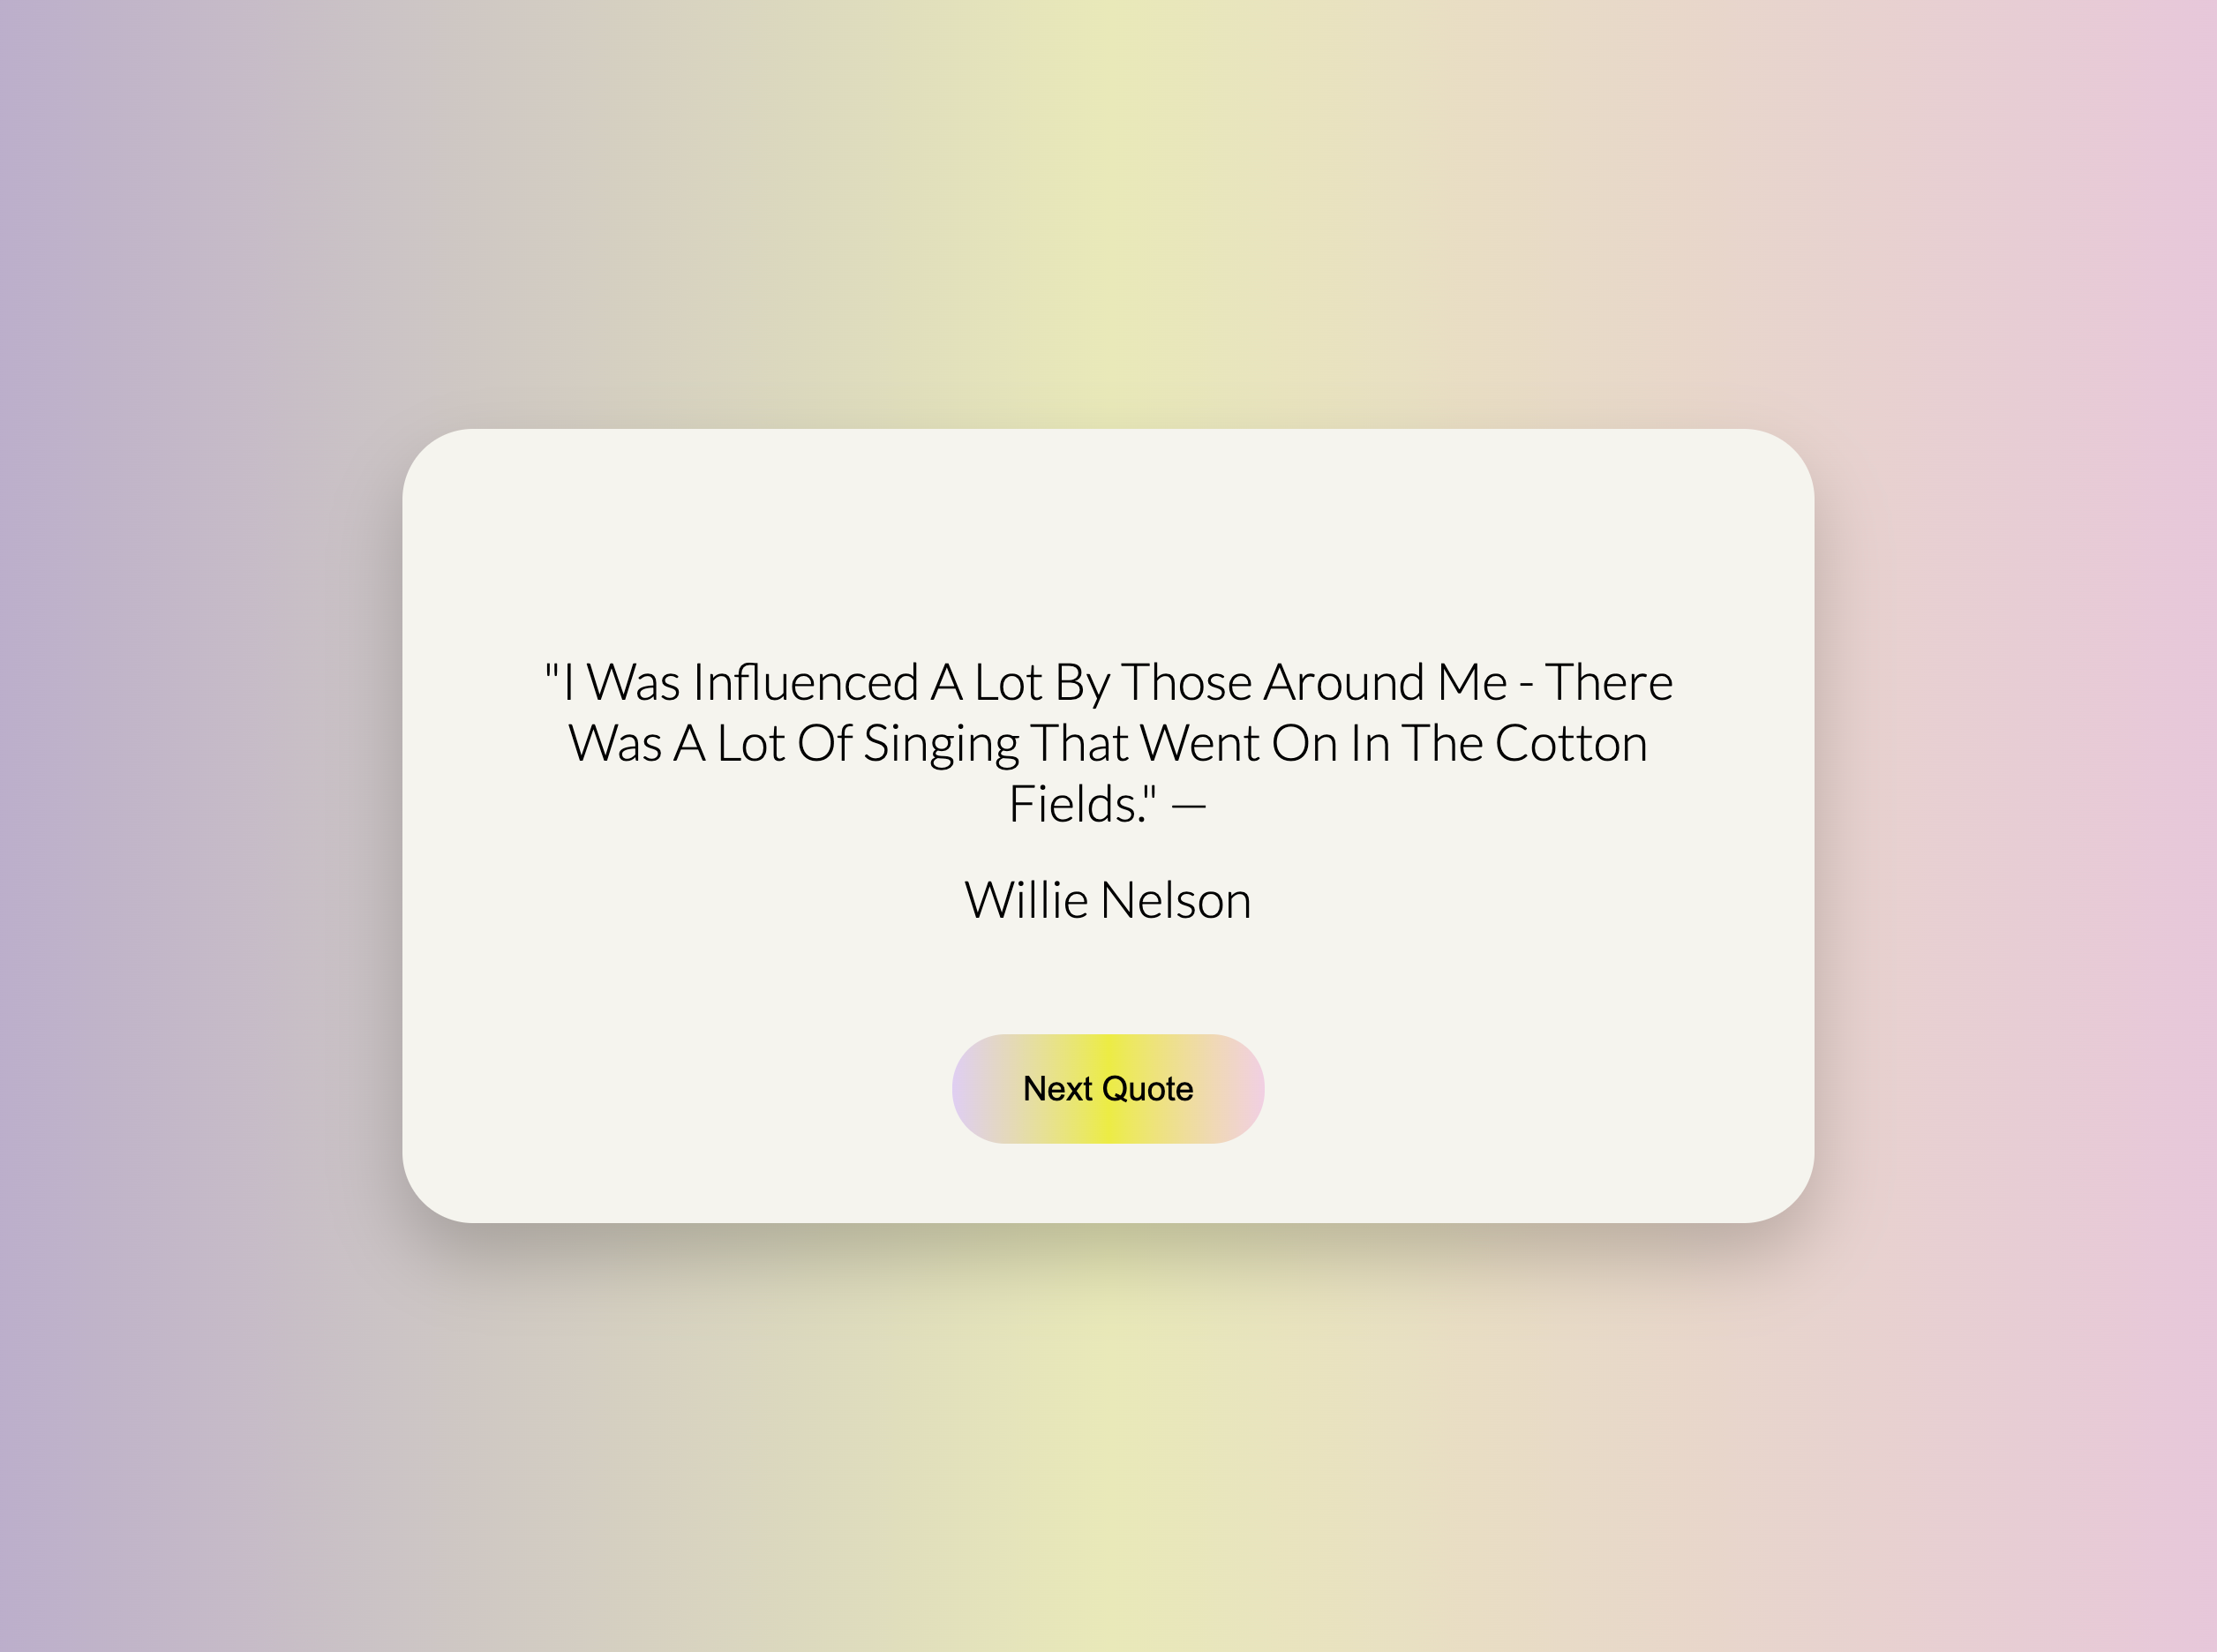 "I Was Influenced A Lot By Those Around Me - There
Was A Lot Of Singing That Went On In The Cotton
Fields." —
Willie Nelson
Next Quote